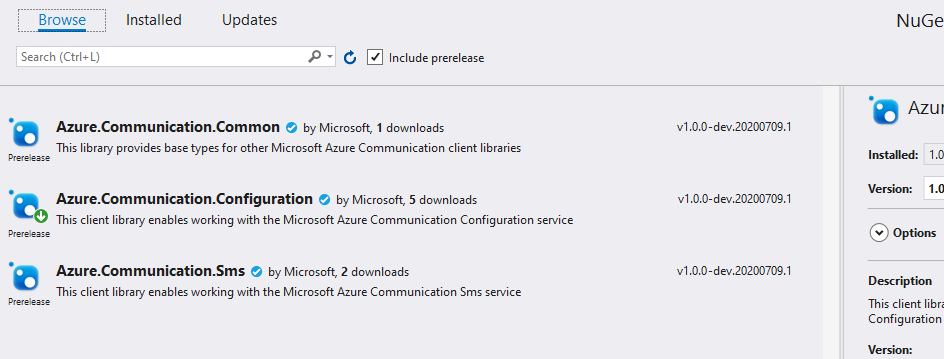 Browse Installed Updates NuGe
Search (Ctrl+L) Include prerelease
Azure.Communication.Common by Microsoft, 1 downloads v1.0.0-dev.20200709.1
This library provides base types for other Microsoft Azure Communication client libraries
Prerelease
Azure.Communication.Configuration by Microsoft, 5 downloads v1.0.0-dev.20200709.1
This client library enables working with the Microsoft Azure Communication Configuration service
Prerelease
Azure.Communication.Sms by Microsoft, 2 downloads v1.0.0-dev.20200709.1
This client library enables working with the Microsoft Azure Communication Sms service
Prerelease
Azur
Installed: 1.0
Version: 1.0
Options
Description
This client libra
Configuration
Version: